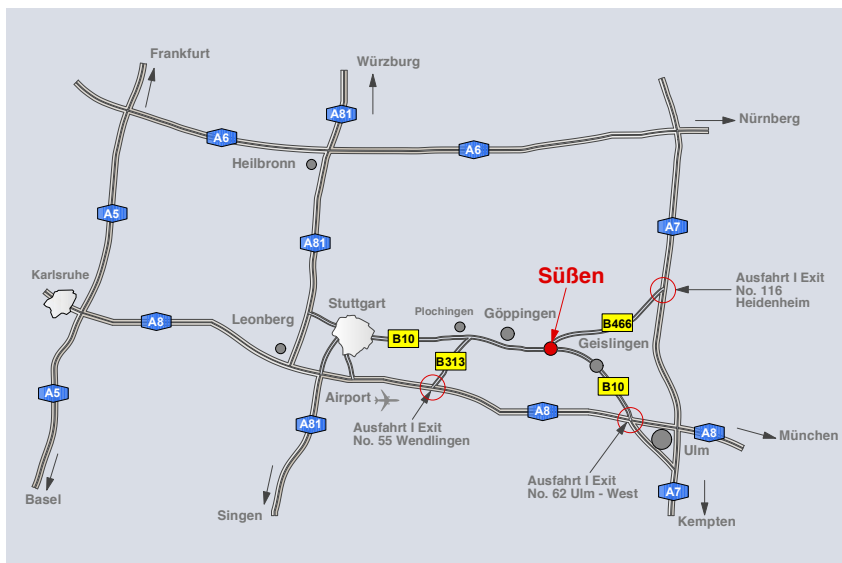 Frankfurt
Würzburg
A81
Nürnberg
A6
A6
Heilbronn
A5
A7
A81
Süßen
Karlsruhe
Ausfahrt I Exit
No. 116
Heidenheim
Stuttgart
Plochingen
Göppingen
B466
A8
Leonberg
B10
Geislingen
B313
A5
B10
Airport
A8
A81
Ausfahrt I Exit
No. 55 Wendlingen
A8
München
Ulm
Basel
Singen
Ausfahrt I Exit
No. 62 Ulm - West
A7
Kempten